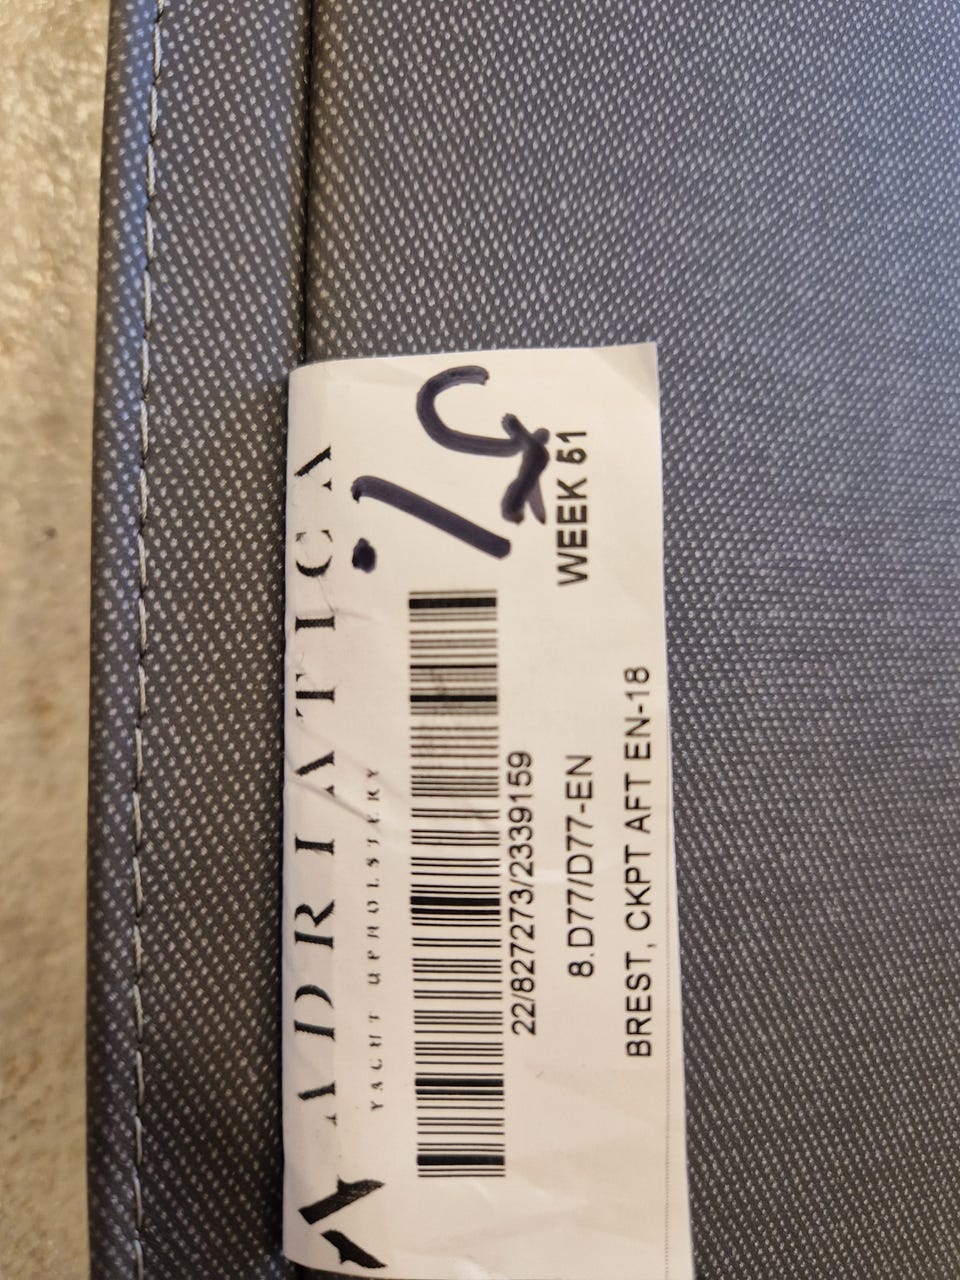 ADRIATICA
YACHT UPHOLSTERY
22/827273/2339159
8.D77/D77-EN
WEEK 51
BREST, CKPT AFT EN-18